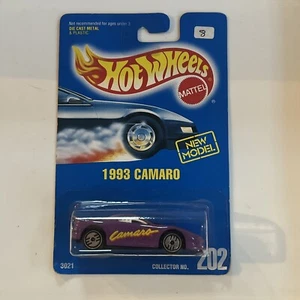 Not recommended for ages under 3.
DIE CAST METAL
& PLASTIC
8
Hot Wheels
MATTEL
NEW
MODEL
1993 CAMARO
Camaro
3021
COLLECTOR NO. 202